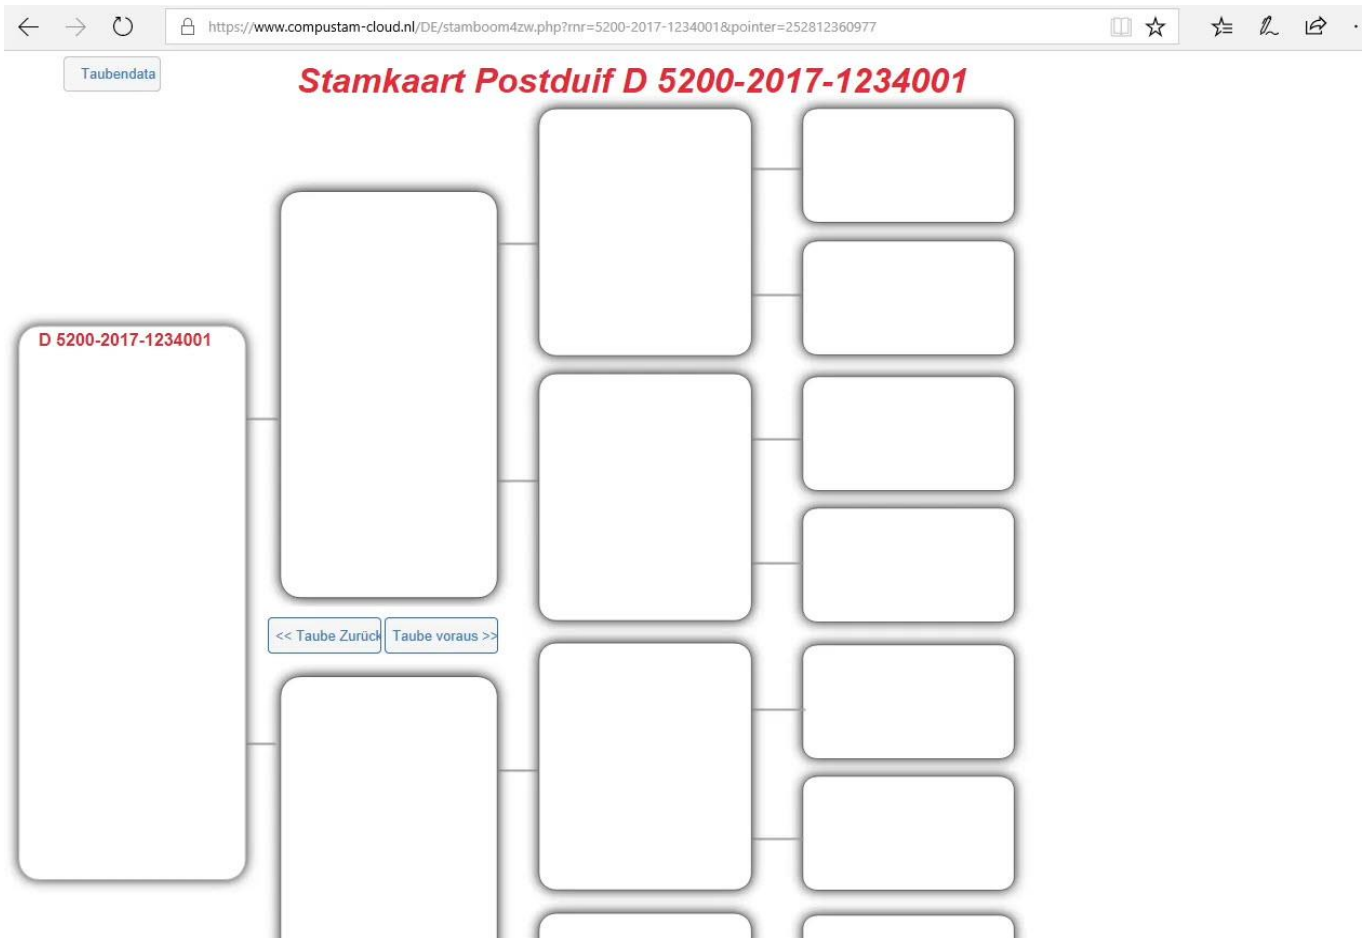 https://www.compustam-cloud.nl/DE/stamboom4zw.php?rnr=5200-2017-1234001&pointer=252812360977
Taubendata
Stamkaart Postduif D 5200-2017-1234001
D 5200-2017-1234001
<< Taube Zurück Taube voraus >>